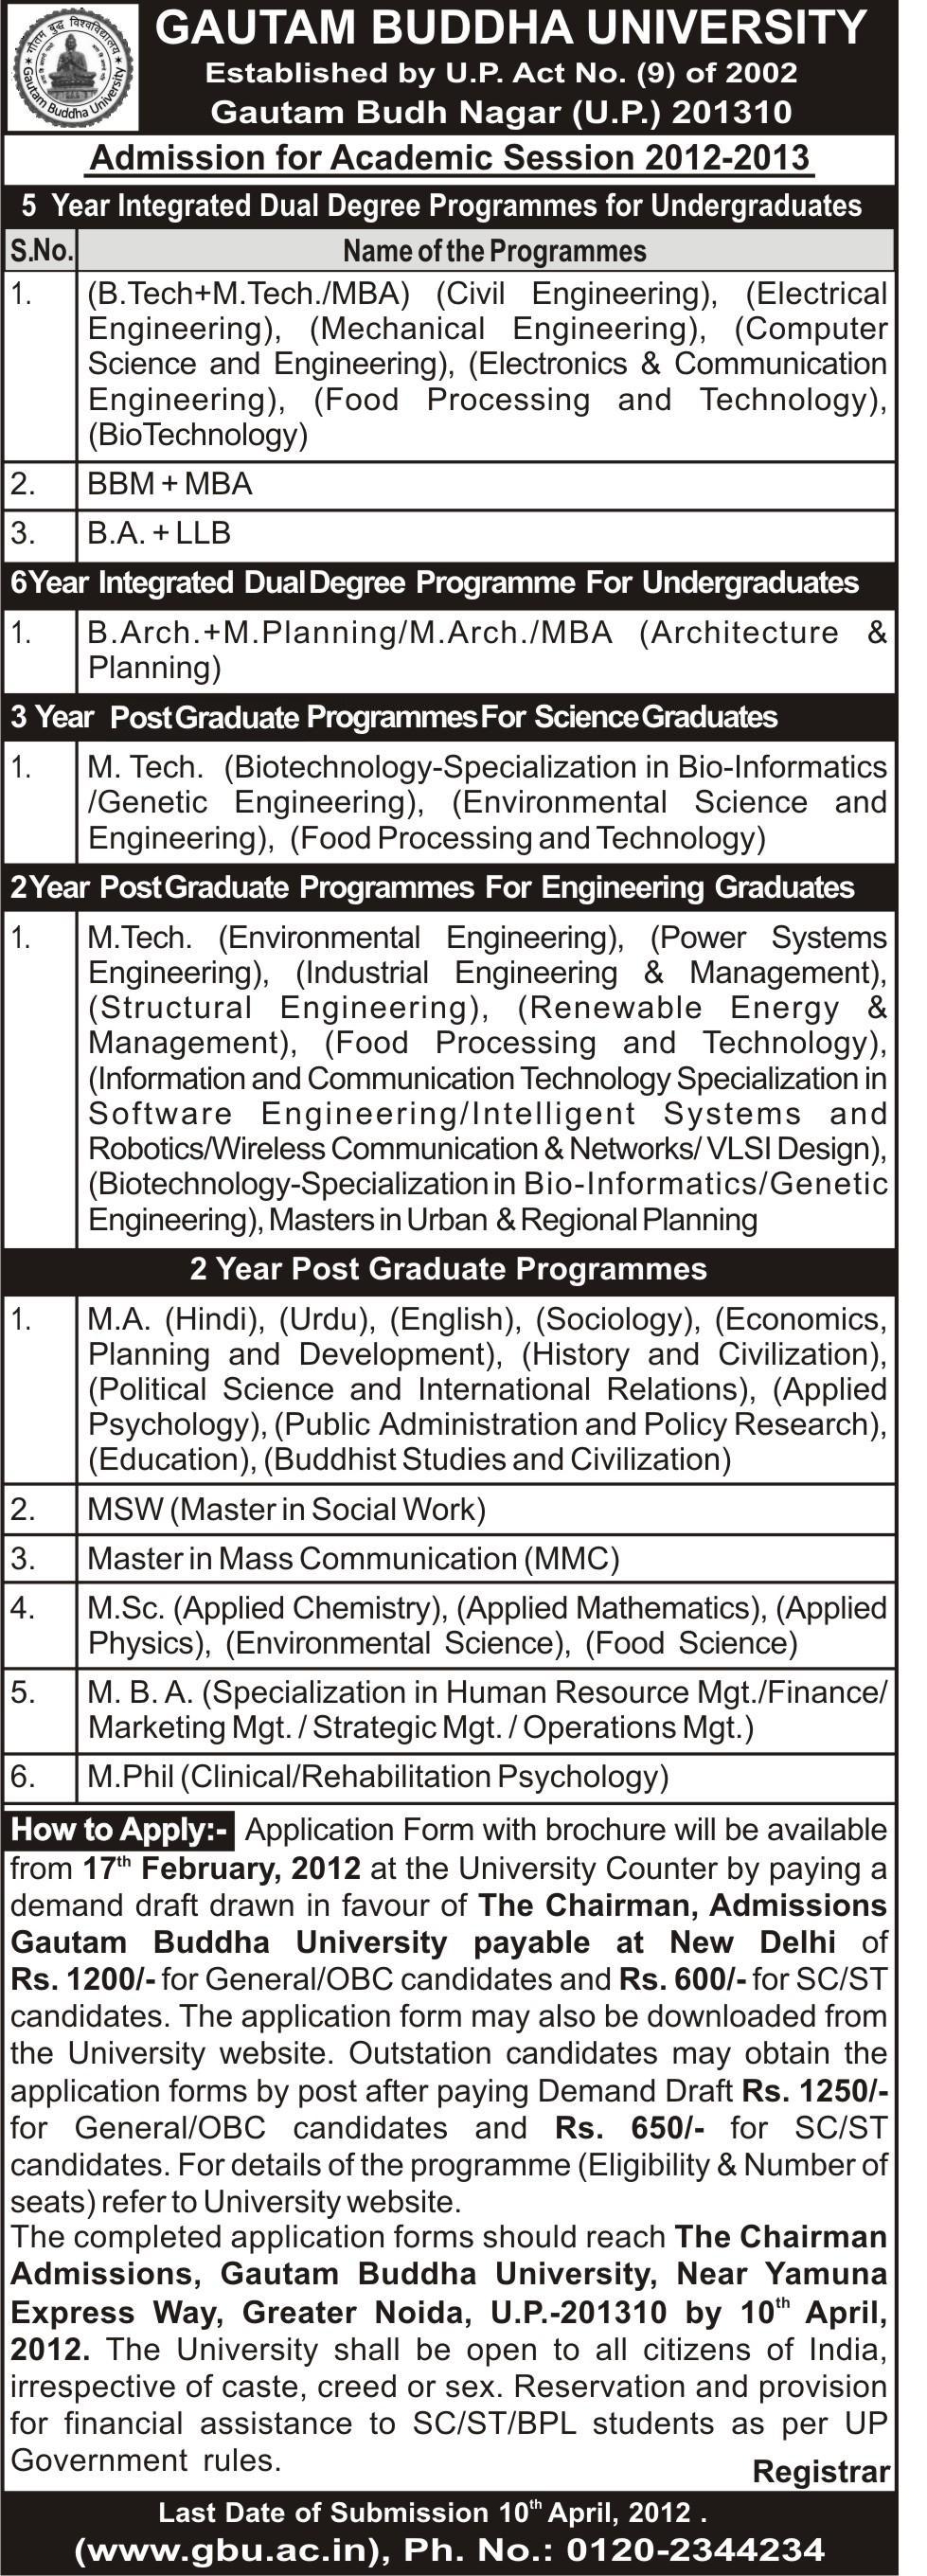 गौतम बुद्ध विश्वविद्यालय
Gautam Buddha University
GAUTAM BUDDHA UNIVERSITY
Established by U.P. Act No. (9) of 2002
Gautam Budh Nagar (U.P.) 201310
Admission for Academic Session 2012-2013
5 Year Integrated Dual Degree Programmes for Undergraduates
S.No. Name of the Programmes
1. (B.Tech+M.Tech./MBA) (Civil Engineering), (Electrical
Engineering), (Mechanical Engineering), (Computer
Science and Engineering), (Electronics & Communication
Engineering), (Food Processing and Technology),
(BioTechnology)
2. BBM + MBA
3. B.A. + LLB
6Year Integrated DualDegree Programme For Undergraduates
1. B.Arch.+M.Planning/M.Arch./MBA (Architecture &
Planning)
3 Year PostGraduate ProgrammesFor ScienceGraduates
1. M. Tech. (Biotechnology-Specialization in Bio-Informatics
/Genetic Engineering), (Environmental Science and
Engineering), (Food Processing and Technology)
2Year PostGraduate Programmes For Engineering Graduates
1. M.Tech. (Environmental Engineering), (Power Systems
Engineering), (Industrial Engineering & Management),
(Structural Engineering), (Renewable Energy &
Management), (Food Processing and Technology),
(Information and Communication Technology Specialization in
Software Engineering/Intelligent Systems and
Robotics/Wireless Communication & Networks/ VLSI Design),
(Biotechnology-Specialization in Bio-Informatics/Genetic
Engineering), Masters in Urban & Regional Planning
2 Year Post Graduate Programmes
1. M.A. (Hindi), (Urdu), (English), (Sociology), (Economics,
Planning and Development), (History and Civilization),
(Political Science and International Relations), (Applied
Psychology), (Public Administration and Policy Research),
(Education), (Buddhist Studies and Civilization)
2. MSW (Master in Social Work)
3. Master in Mass Communication (MMC)
4. M.Sc. (Applied Chemistry), (Applied Mathematics), (Applied
Physics), (Environmental Science), (Food Science)
5. M. B. A. (Specialization in Human Resource Mgt./Finance/
Marketing Mgt. / Strategic Mgt. / Operations Mgt.)
6. M.Phil (Clinical/Rehabilitation Psychology)
How to Apply:- Application Form with brochure will be available
from 17th February, 2012 at the University Counter by paying a
demand draft drawn in favour of The Chairman, Admissions
Gautam Buddha University payable at New Delhi of
Rs. 1200/- for General/OBC candidates and Rs. 600/- for SC/ST
candidates. The application form may also be downloaded from
the University website. Outstation candidates may obtain the
application forms by post after paying Demand Draft Rs. 1250/-
for General/OBC candidates and Rs. 650/- for SC/ST
candidates. For details of the programme (Eligibility & Number of
seats) refer to University website.
The completed application forms should reach The Chairman
Admissions, Gautam Buddha University, Near Yamuna
Express Way, Greater Noida, U.P.-201310 by 10th April,
2012. The University shall be open to all citizens of India,
irrespective of caste, creed or sex. Reservation and provision
for financial assistance to SC/ST/BPL students as per UP
Government rules.
Registrar
Last Date of Submission 10th April, 2012 .
(www.gbu.ac.in), Ph. No.: 0120-2344234